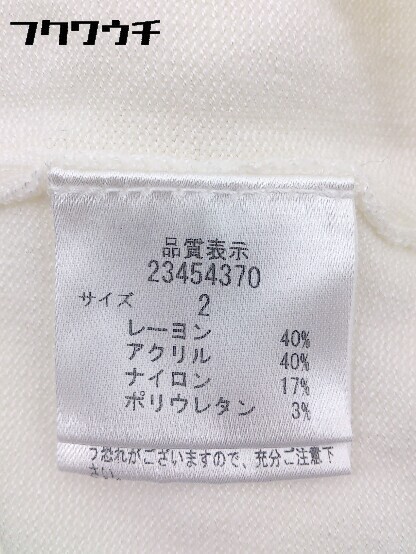 フクワウチ
品質表示
23454370
サイズ 2
レーヨン 40%
アクリル 40%
ナイロン 17%
ポリウレタン 3%
恐れがございますので、充分ご注意下
さい。